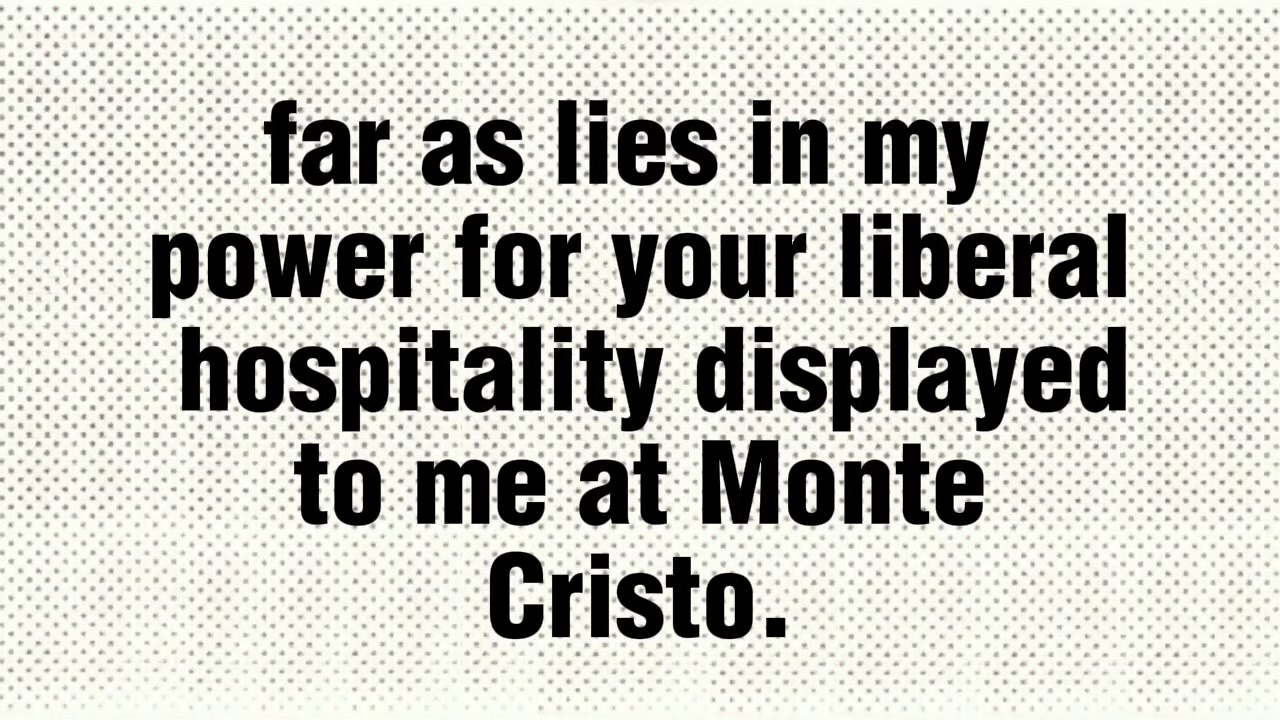 far as lies in my
power for your liberal
hospitality displayed
to me at Monte
Cristo.